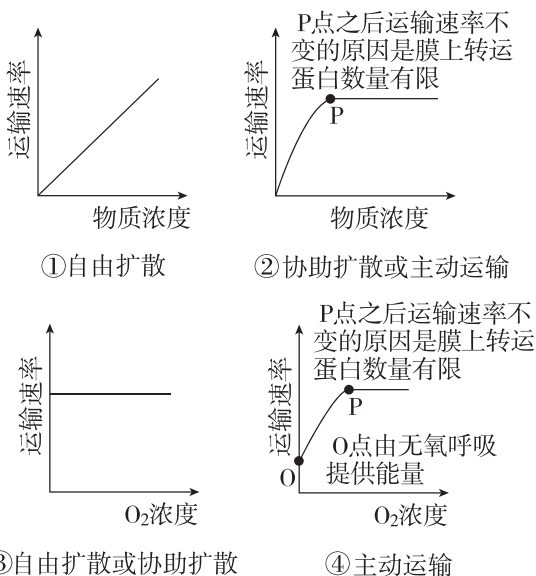 P点之后运输速率不
变的原因是膜上转运
蛋白数量有限
运输速率
运输速率
P
物质浓度
物质浓度
①自由扩散
②协助扩散或主动运输
P点之后运输速率不
变的原因是膜上转运
蛋白数量有限
运输速率
运输速率
P
O点由无氧呼吸
提供能量
O
O₂浓度
O₂浓度
③自由扩散或协助扩散
④主动运输